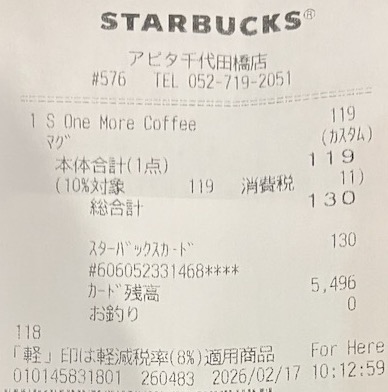 STARBUCKS®
アピタ千代田橋店
#576 TEL 052-719-2051
1 S One More Coffee 119
マグ (カスタム)
本体合計(1点) 119
(10%対象 119 消費税 11)
総合計 130
スターバックスカード 130
#606052331468****
カード残高 5,496
お釣り 0
118
「軽」印は軽減税率(8%)適用商品 For Here
010145831801 260483 2026/02/17 10:12:59